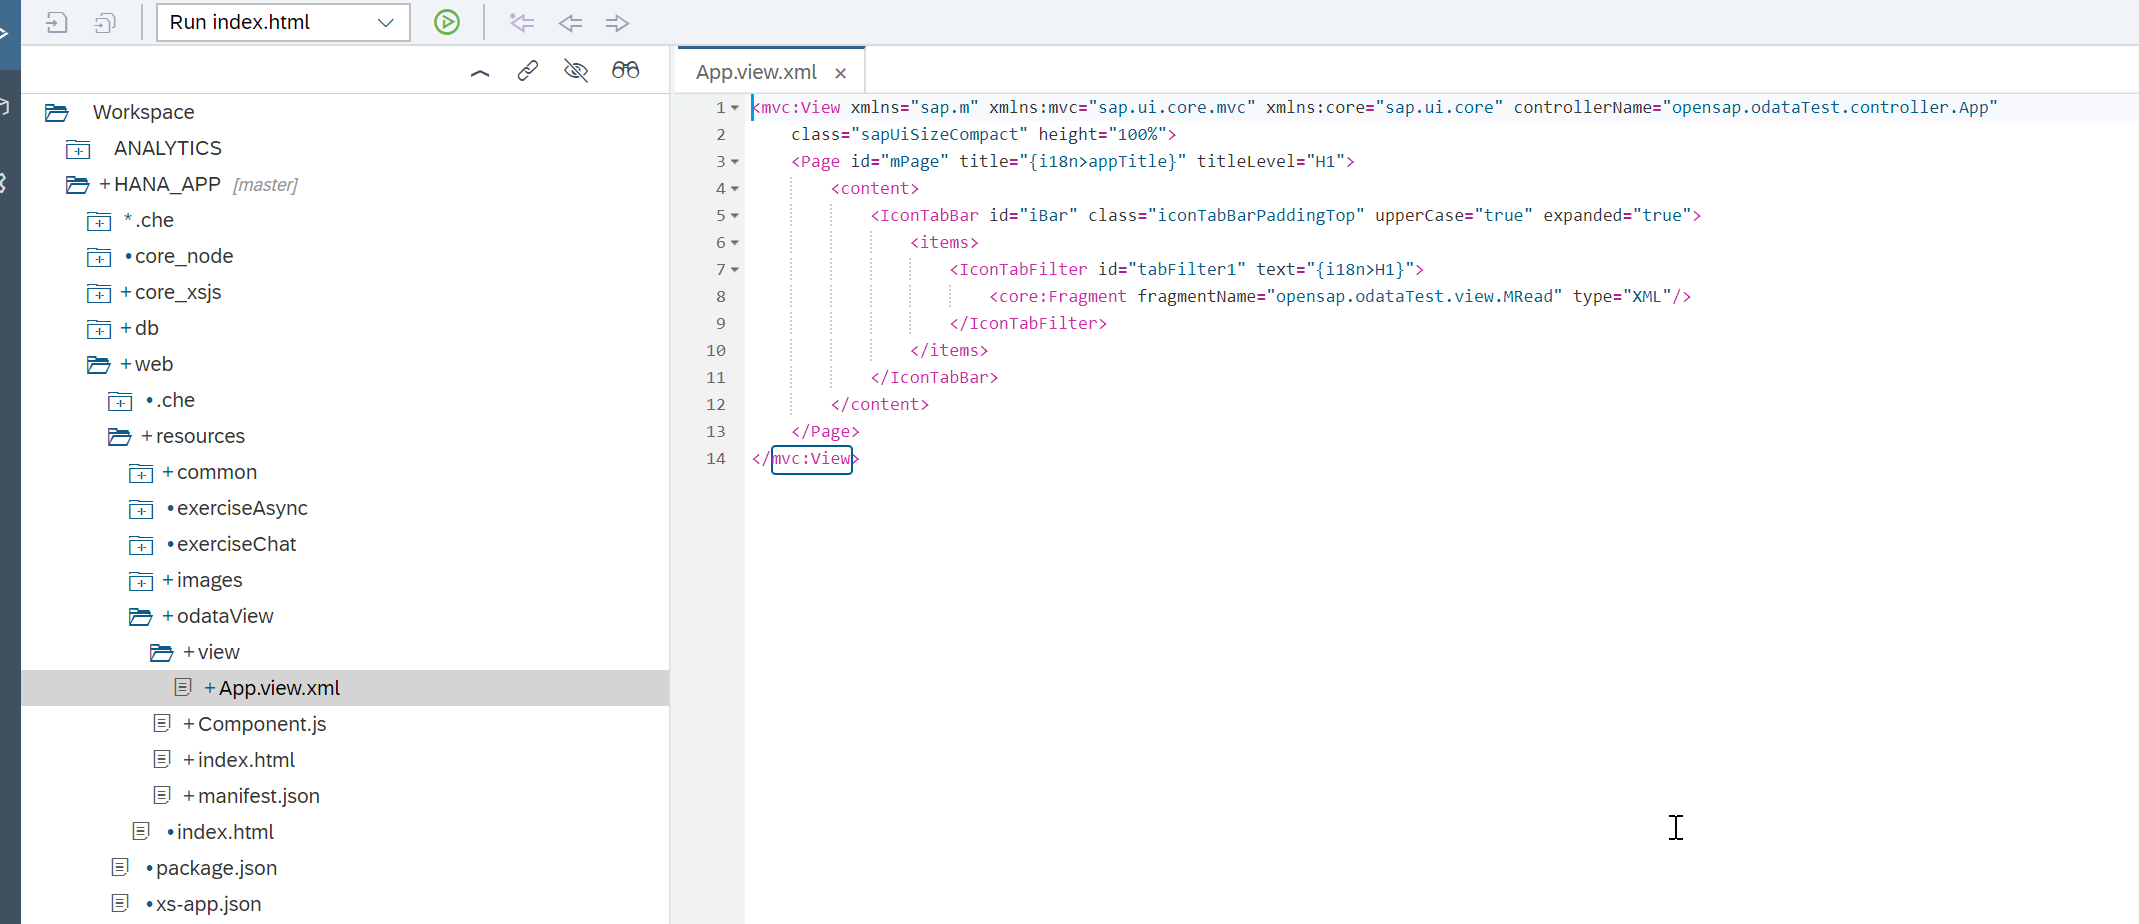 Run index.html
App.view.xml ×
Workspace
ANALYTICS
+ HANA_APP [master]
* .che
• core_node
+ core_xsjs
+ db
+ web
• .che
+ resources
+ common
• exerciseAsync
• exerciseChat
+ images
+ odataView
+ view
+ App.view.xml
+ Component.js
+ index.html
+ manifest.json
• index.html
• package.json
• xs-app.json
1 <mvc:View xmlns="sap.m" xmlns:mvc="sap.ui.core.mvc" xmlns:core="sap.ui.core" controllerName="opensap.odataTest.controller.App"
2 class="sapUiSizeCompact" height="100%">
3 <Page id="mPage" title="{i18n>appTitle}" titleLevel="H1">
4 <content>
5 <IconTabBar id="iBar" class="iconTabBarPaddingTop" upperCase="true" expanded="true">
6 <items>
7 <IconTabFilter id="tabFilter1" text="{i18n>H1}">
8 <core:Fragment fragmentName="opensap.odataTest.view.MRead" type="XML"/>
9 </IconTabFilter>
10 </items>
11 </IconTabBar>
12 </content>
13 </Page>
14 </mvc:View>